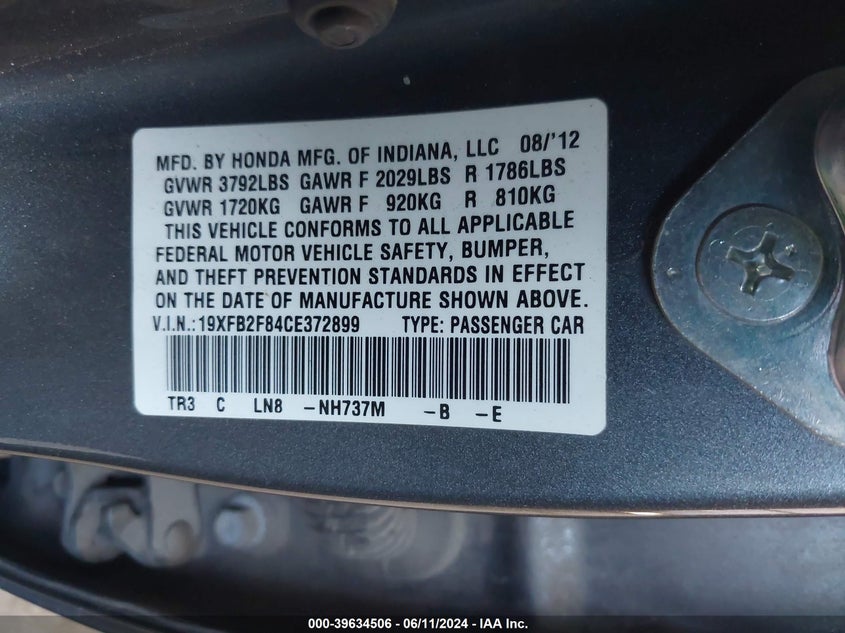 MFD. BY HONDA MFG. OF INDIANA, LLC 08/'12
GVWR 3792LBS GAWR F 2029LBS R 1786LBS
GVWR 1720KG GAWR F 920KG R 810KG
THIS VEHICLE CONFORMS TO ALL APPLICABLE
FEDERAL MOTOR VEHICLE SAFETY, BUMPER,
AND THEFT PREVENTION STANDARDS IN EFFECT
ON THE DATE OF MANUFACTURE SHOWN ABOVE.
V.I.N.:19XFB2F84CE372899 TYPE: PASSENGER CAR
TR3 C LN8 -NH737M -B -E
000-39634506 - 06/11/2024 - IAA Inc.